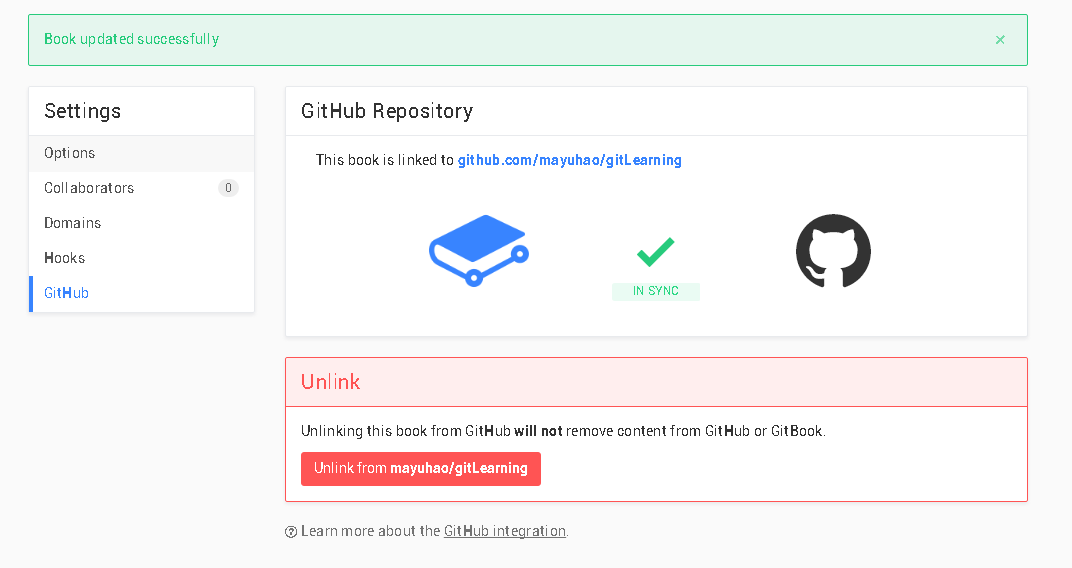 Book updated successfully
×
Settings
Options
Collaborators 0
Domains
Hooks
GitHub
GitHub Repository
This book is linked to github.com/mayuhao/gitLearning
IN SYNC
Unlink
Unlinking this book from GitHub will not remove content from GitHub or GitBook.
Unlink from mayuhao/gitLearning
? Learn more about the GitHub integration.